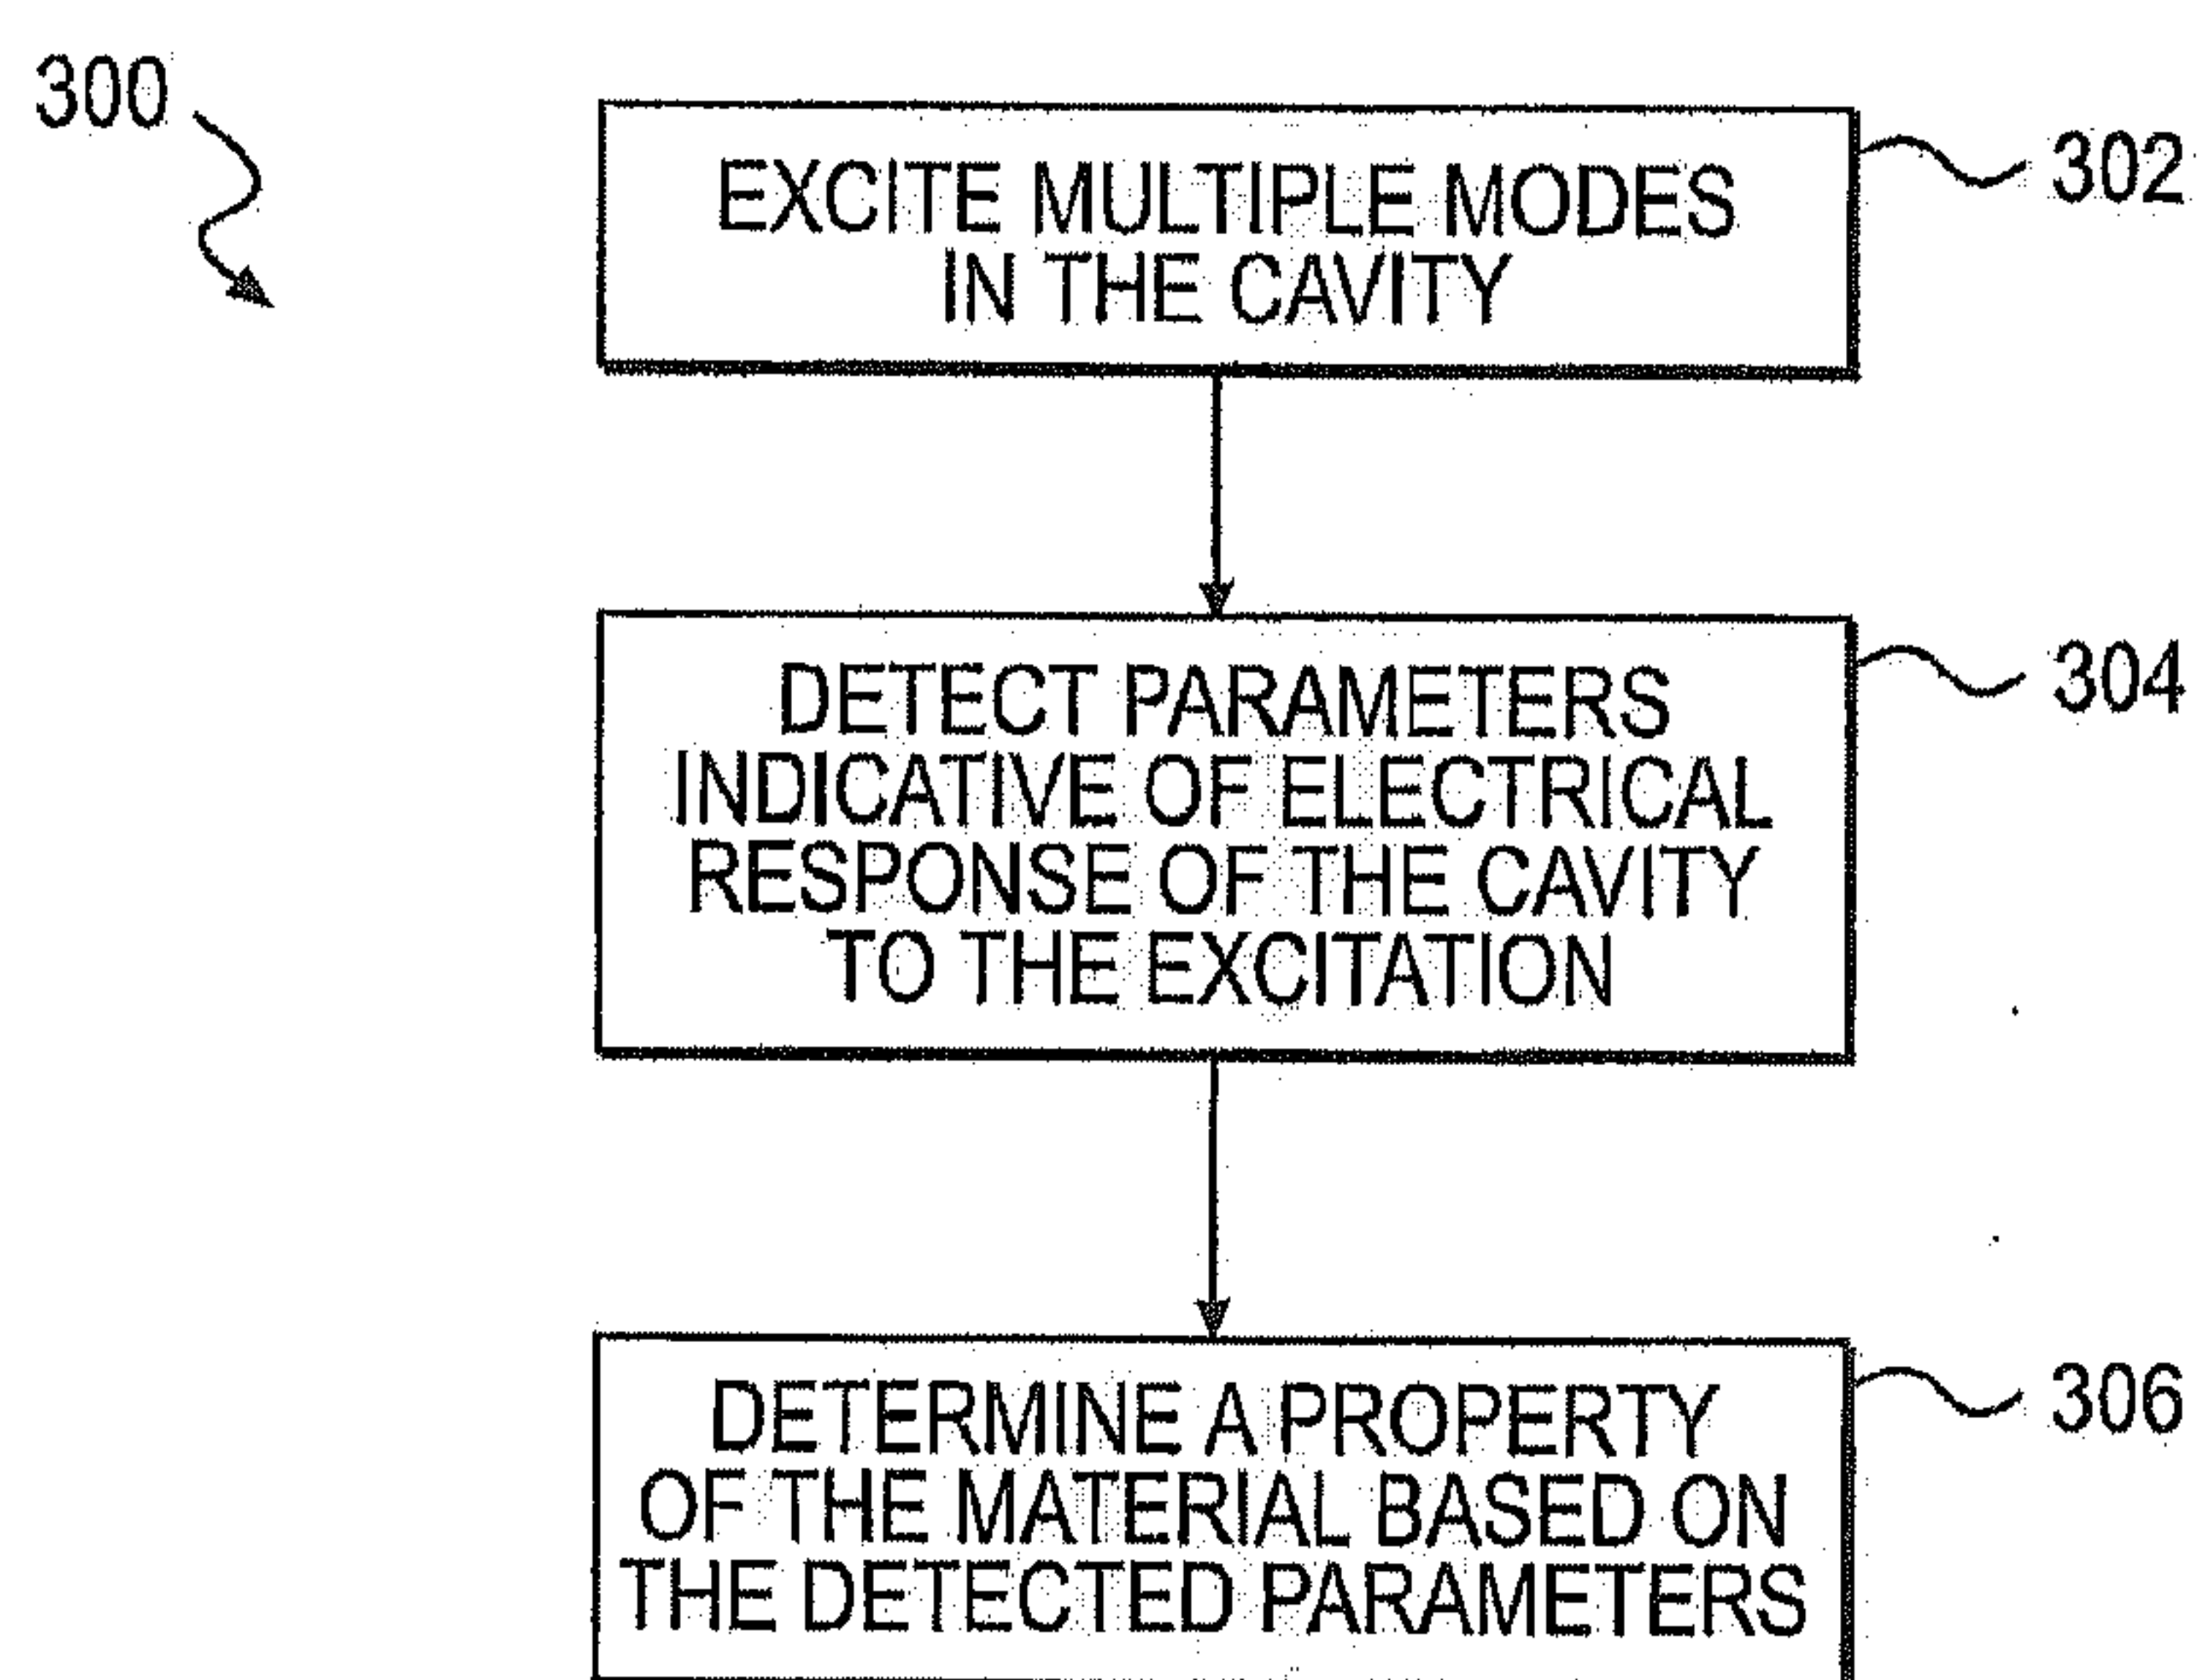 300
EXCITE MULTIPLE MODES
IN THE CAVITY
302
DETECT PARAMETERS
INDICATIVE OF ELECTRICAL
RESPONSE OF THE CAVITY
TO THE EXCITATION
304
DETERMINE A PROPERTY
OF THE MATERIAL BASED ON
THE DETECTED PARAMETERS
306